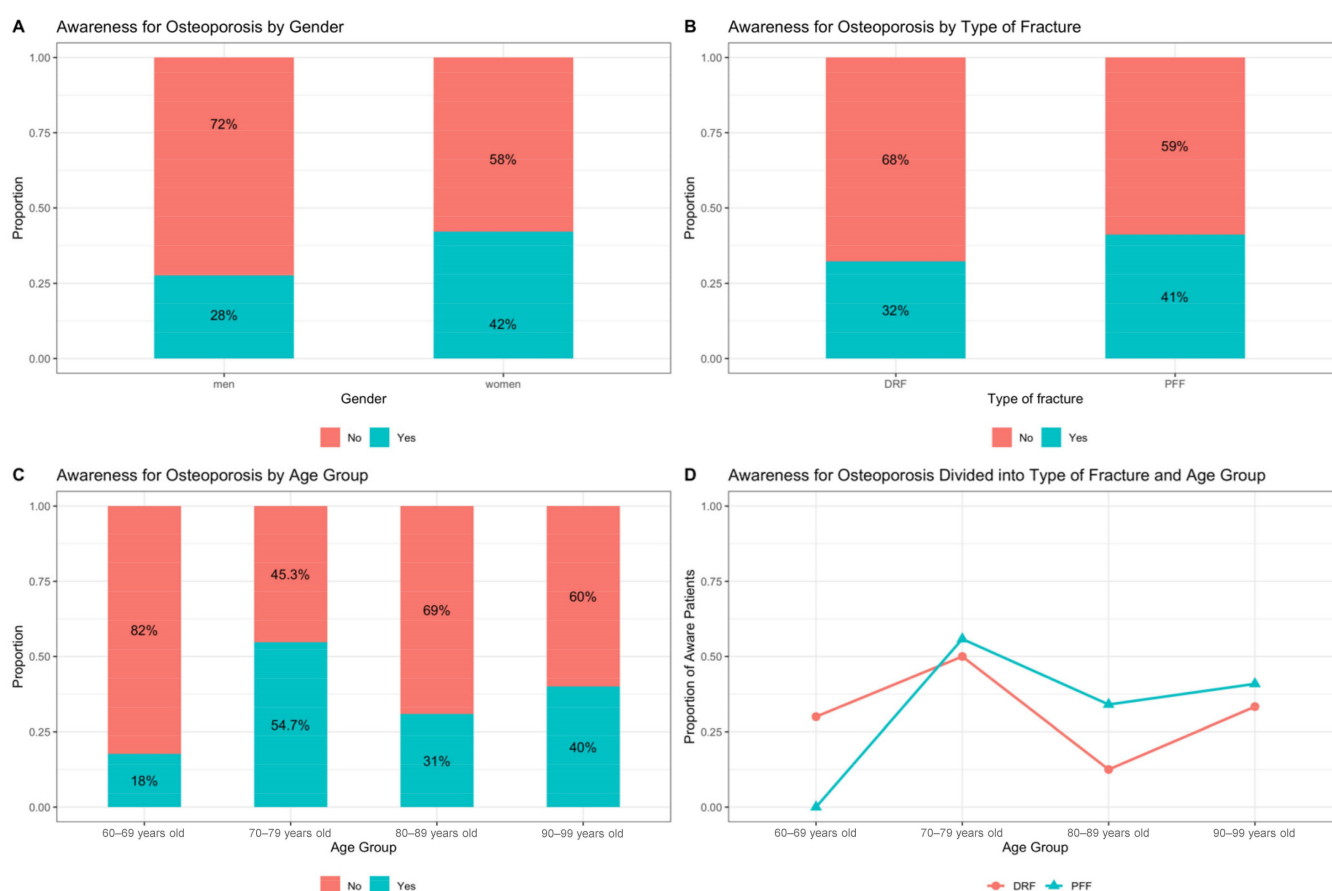 A Awareness for Osteoporosis by Gender
1.00
0.75
0.50
0.25
0.00
Proportion
72%
58%
28%
42%
men women
Gender
No Yes
B Awareness for Osteoporosis by Type of Fracture
1.00
0.75
0.50
0.25
0.00
Proportion
68%
59%
32%
41%
DRF PFF
Type of fracture
No Yes
C Awareness for Osteoporosis by Age Group
1.00
0.75
0.50
0.25
0.00
Proportion
82%
45.3%
69%
60%
18%
54.7%
31%
40%
60–69 years old 70–79 years old 80–89 years old 90–99 years old
Age Group
No Yes
D Awareness for Osteoporosis Divided into Type of Fracture and Age Group
1.00
0.75
0.50
0.25
0.00
Proportion of Aware Patients
60–69 years old 70–79 years old 80–89 years old 90–99 years old
Age Group
DRF PFF